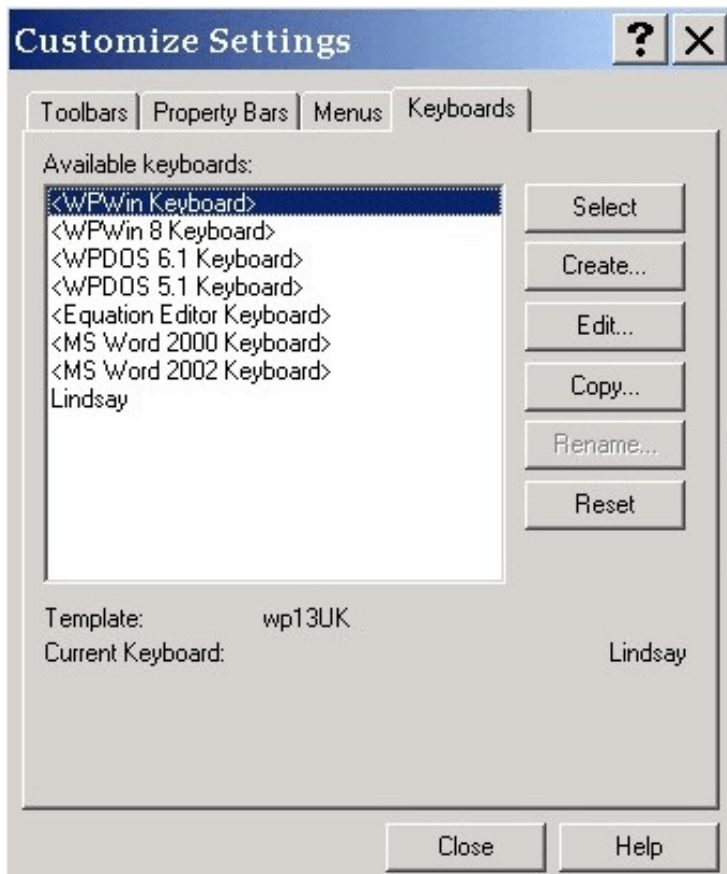 Customize Settings
Toolbars Property Bars Menus Keyboards
Available keyboards:
<WPWin Keyboard>
<WPWin 8 Keyboard>
<WPDOS 6.1 Keyboard>
<WPDOS 5.1 Keyboard>
<Equation Editor Keyboard>
<MS Word 2000 Keyboard>
<MS Word 2002 Keyboard>
Lindsay
Select
Create...
Edit...
Copy...
Rename...
Reset
Template: wp13UK
Current Keyboard: Lindsay
Close Help